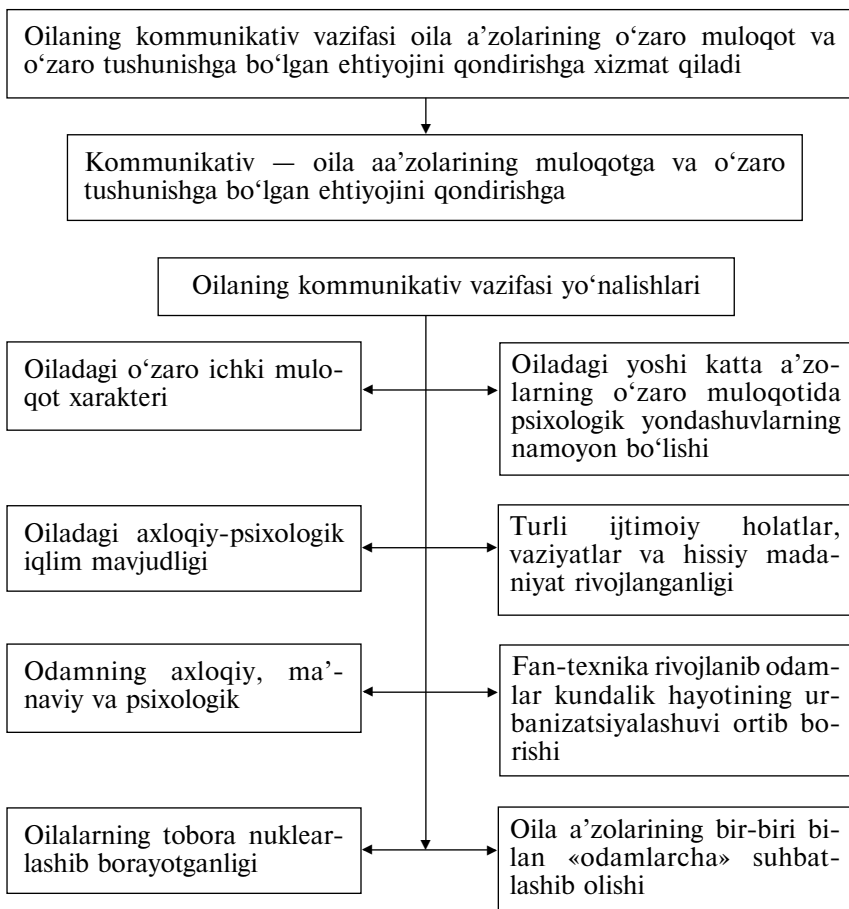 Oilaning kommunikativ vazifasi oila a’zolarining o‘zaro muloqot va
o‘zaro tushunishga bo‘lgan ehtiyojini qondirishga xizmat qiladi
Kommunikativ — oila aa’zolarining muloqotga va o‘zaro
tushunishga bo‘lgan ehtiyojini qondirishga
Oilaning kommunikativ vazifasi yo‘nalishlari
Oiladagi o‘zaro ichki mulo-
qot xarakteri
Oiladagi yoshi katta a’zo-
larning o‘zaro muloqotida
psixologik yondashuvlarning
namoyon bo‘lishi
Oiladagi axloqiy-psixologik
iqlim mavjudligi
Turli ijtimoiy holatlar,
vaziyatlar va hissiy mada-
niyat rivojlanganligi
Odamning axloqiy, ma’-
naviy va psixologik
Fan-texnika rivojlanib odam-
lar kundalik hayotining ur-
banizatsiyalashuvi ortib bo-
rishi
Oilalarning tobora nuklear-
lashib borayotganligi
Oila a’zolarining bir-biri bi-
lan «odamlarcha» suhbat-
lashib olishi